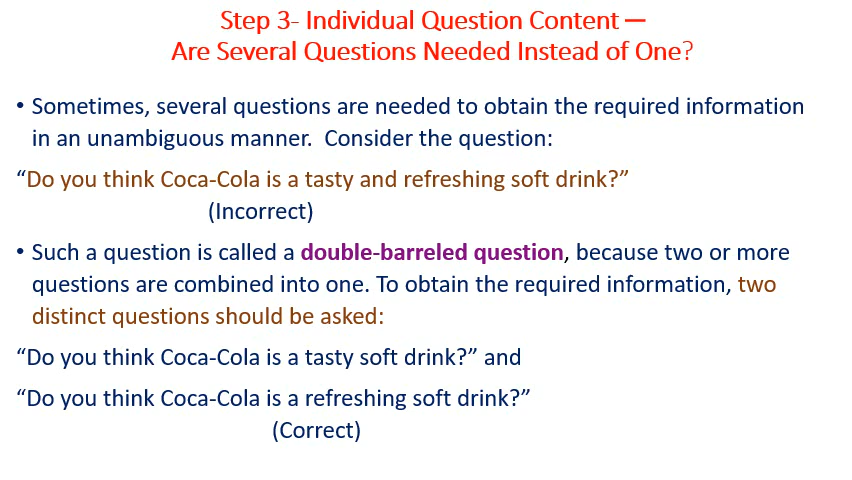 Step 3- Individual Question Content —
Are Several Questions Needed Instead of One?
• Sometimes, several questions are needed to obtain the required information
in an unambiguous manner.  Consider the question:
“Do you think Coca-Cola is a tasty and refreshing soft drink?”
(Incorrect)
• Such a question is called a double-barreled question, because two or more
questions are combined into one. To obtain the required information, two
distinct questions should be asked:
“Do you think Coca-Cola is a tasty soft drink?” and
“Do you think Coca-Cola is a refreshing soft drink?”
(Correct)